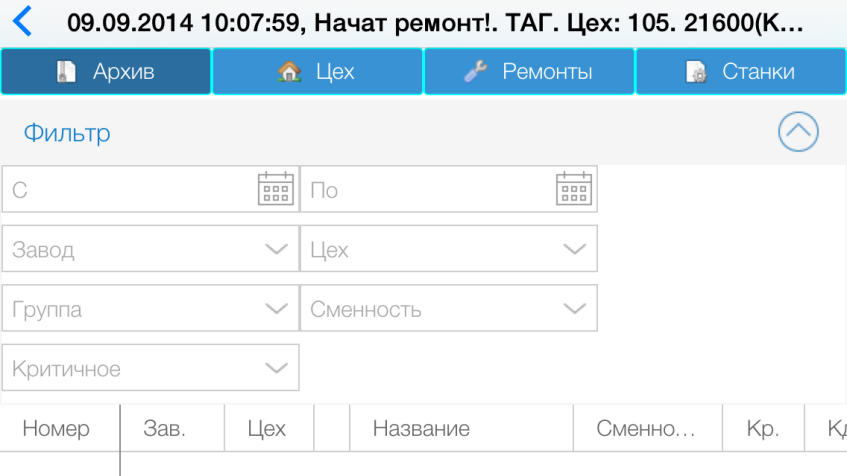 09.09.2014 10:07:59, Начат ремонт!. ТАГ. Цех: 105. 21600(К...
Архив Цех Ремонты Станки
Фильтр
С По
Завод Цех
Группа Сменность
Критичное
Номер Зав. Цех Название Сменно... Кр.